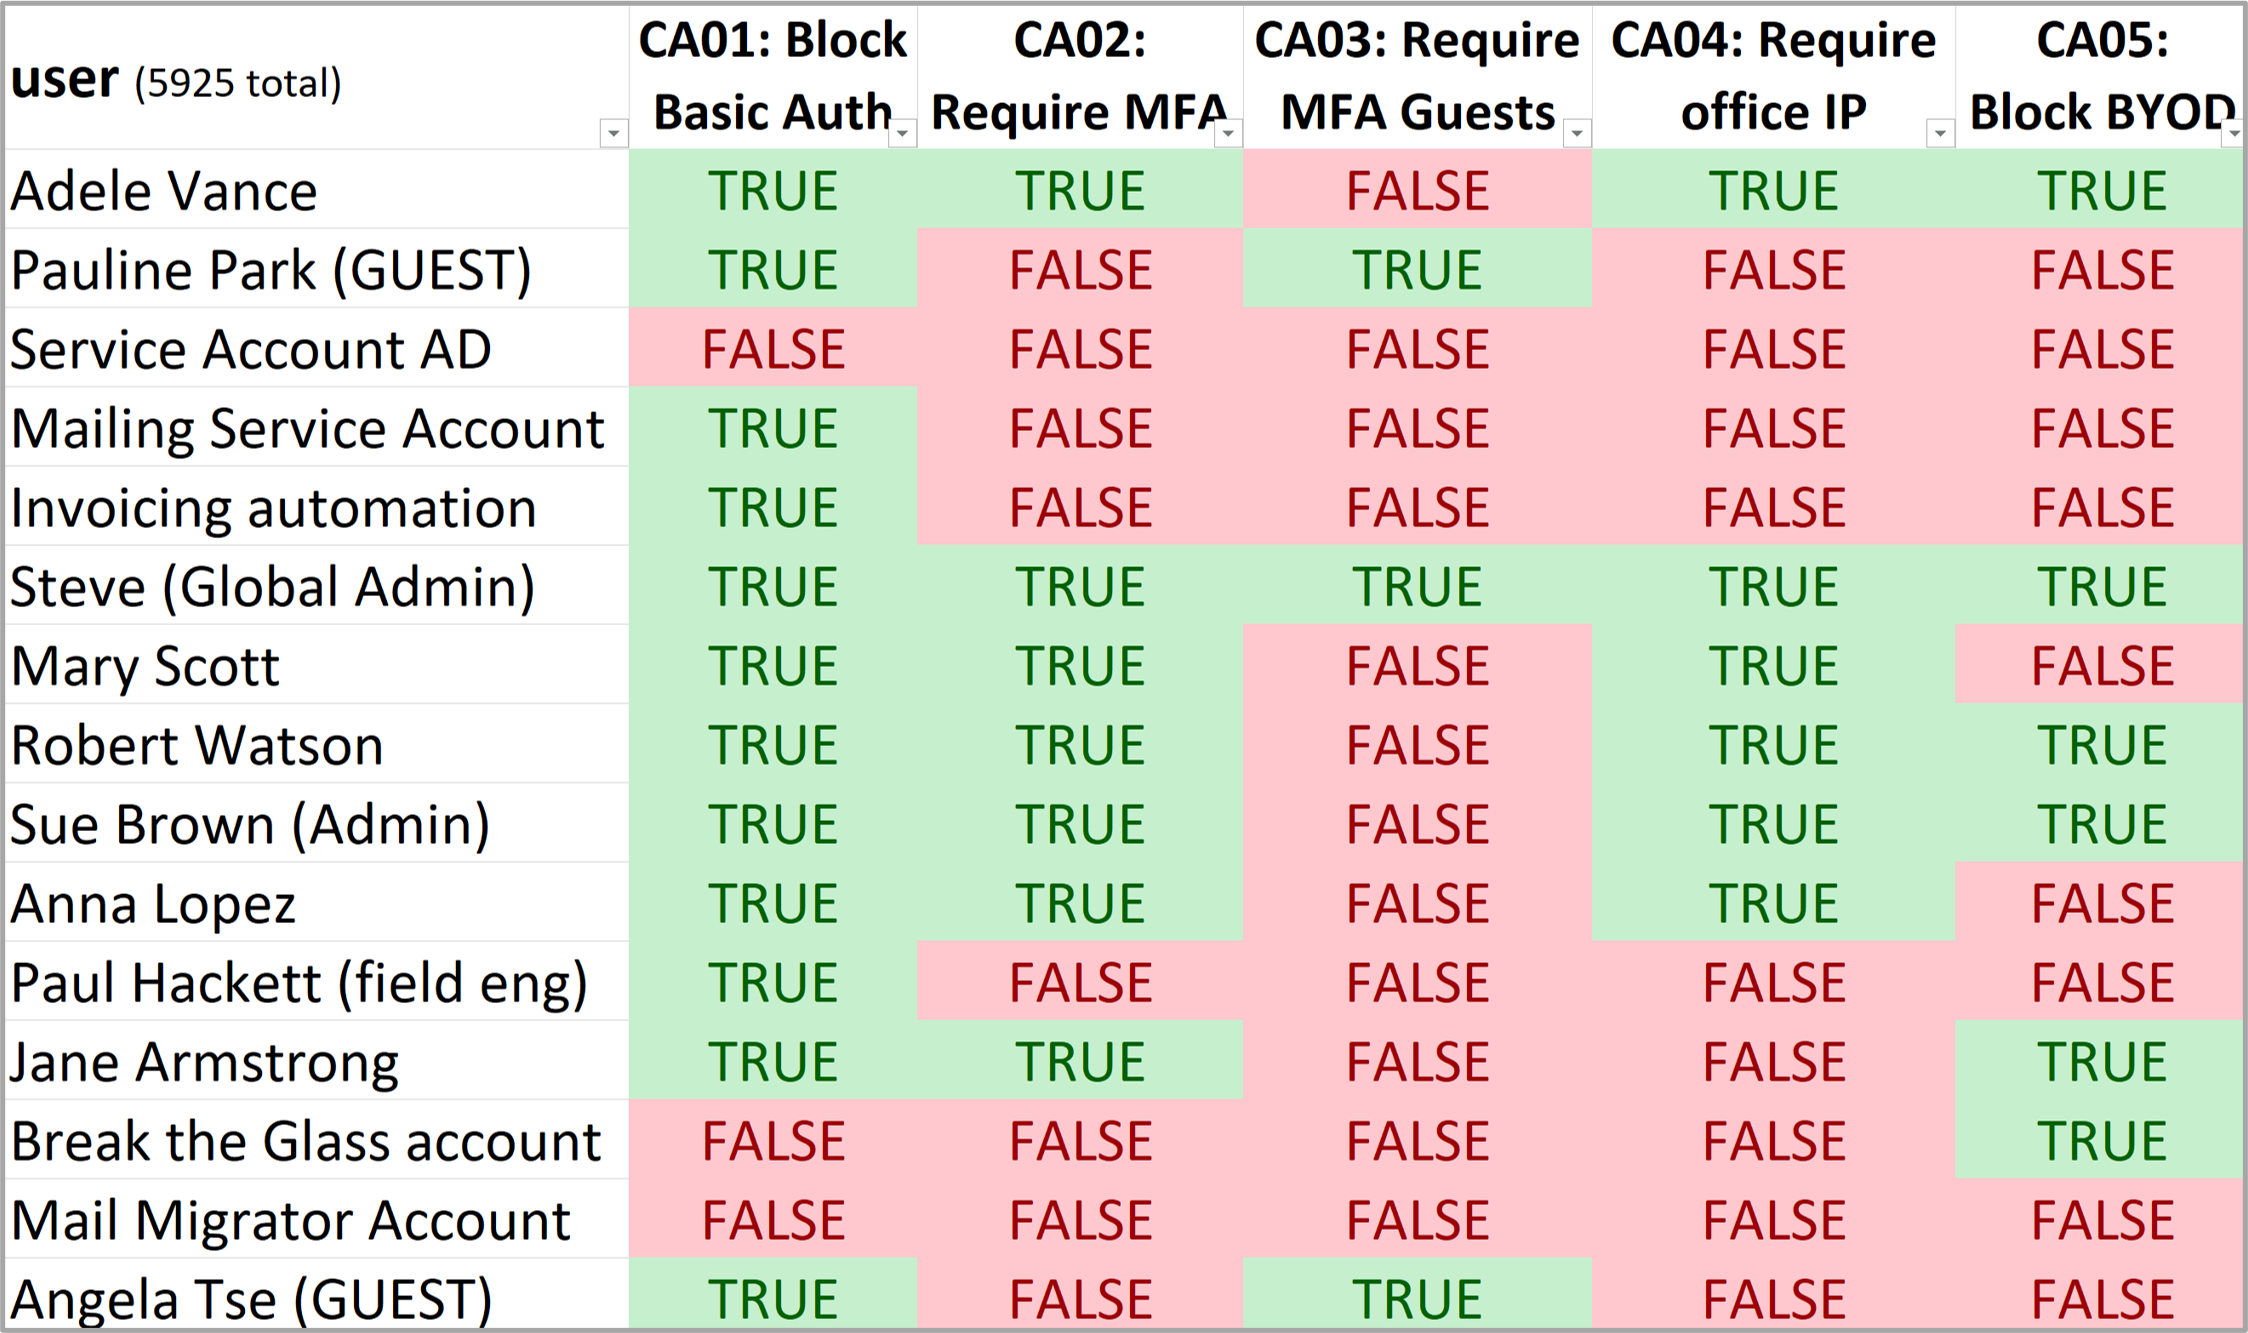 user (5925 total) CA01: Block Basic Auth CA02: Require MFA CA03: Require MFA Guests CA04: Require office IP CA05: Block BYOD
Adele Vance TRUE TRUE FALSE TRUE TRUE
Pauline Park (GUEST) TRUE FALSE TRUE FALSE FALSE
Service Account AD FALSE FALSE FALSE FALSE FALSE
Mailing Service Account TRUE FALSE FALSE FALSE FALSE
Invoicing automation TRUE FALSE FALSE FALSE FALSE
Steve (Global Admin) TRUE TRUE TRUE TRUE TRUE
Mary Scott TRUE TRUE FALSE TRUE FALSE
Robert Watson TRUE TRUE FALSE TRUE TRUE
Sue Brown (Admin) TRUE TRUE FALSE TRUE TRUE
Anna Lopez TRUE TRUE FALSE TRUE FALSE
Paul Hackett (field eng) TRUE FALSE FALSE FALSE FALSE
Jane Armstrong TRUE TRUE FALSE FALSE TRUE
Break the Glass account FALSE FALSE FALSE FALSE TRUE
Mail Migrator Account FALSE FALSE FALSE FALSE FALSE
Angela Tse (GUEST) TRUE FALSE TRUE FALSE FALSE